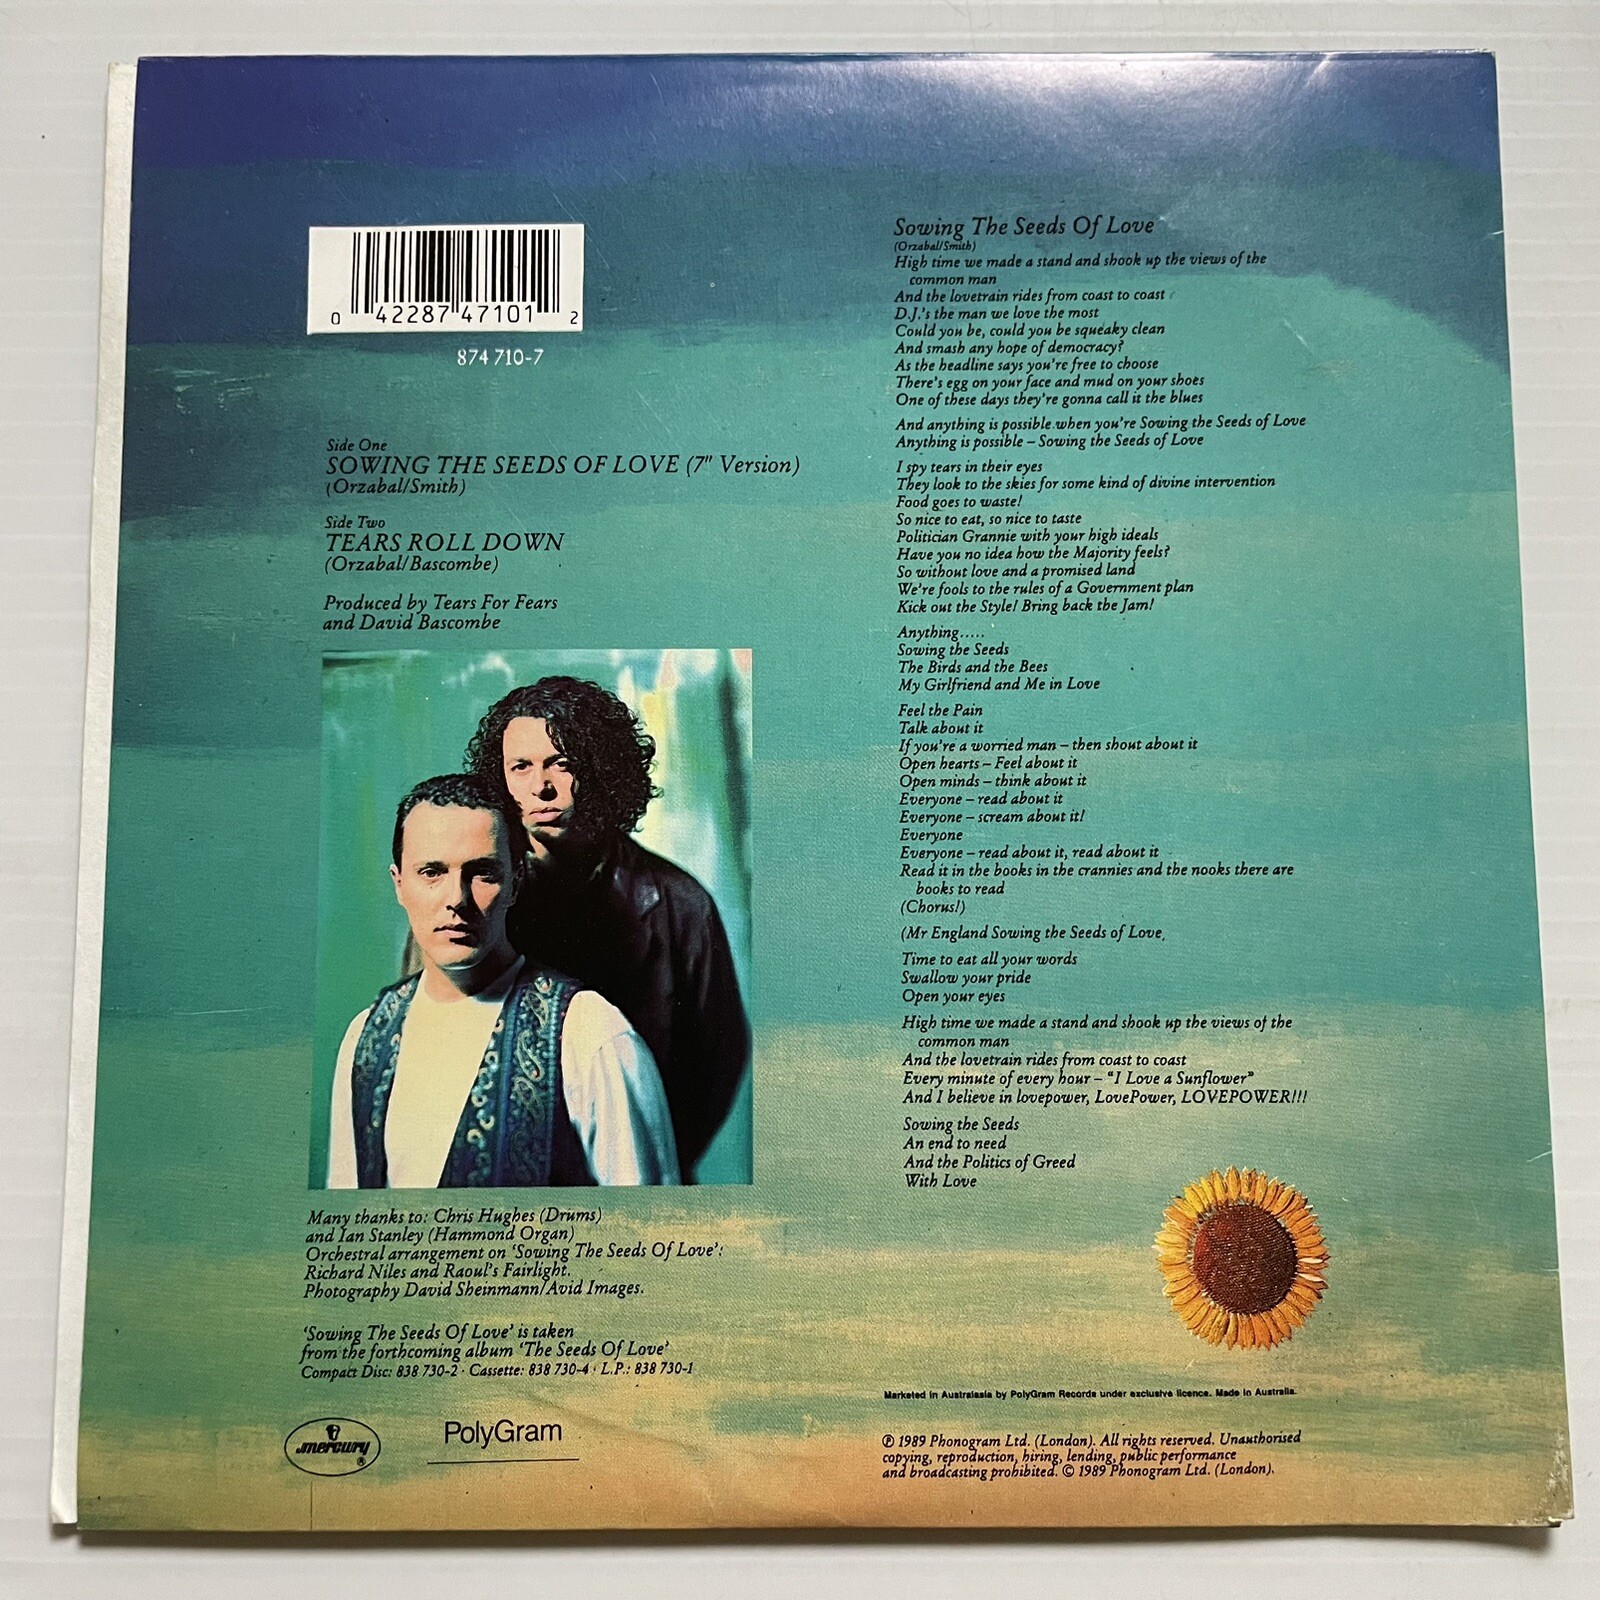 0 42287 47101 2
874 710-7
Side One
SOWING THE SEEDS OF LOVE (7" Version)
(Orzabal/Smith)
Side Two
TEARS ROLL DOWN
(Orzabal/Bascombe)
Produced by Tears For Fears
and David Bascombe
Many thanks to: Chris Hughes (Drums)
and Ian Stanley (Hammond Organ)
Orchestral arrangement on 'Sowing The Seeds Of Love':
Richard Niles and Raoul's Fairlight.
Photography David Sheinmann/Avid Images.
'Sowing The Seeds Of Love' is taken
from the forthcoming album 'The Seeds Of Love'
Compact Disc: 838 730-2 · Cassette: 838 730-4 · L.P.: 838 730-1
mercury ®
PolyGram
Sowing The Seeds Of Love
(Orzabal/Smith)
High time we made a stand and shook up the views of the
common man
And the lovetrain rides from coast to coast
D.J.'s the man we love the most
Could you be, could you be squeaky clean
And smash any hope of democracy?
As the headline says you're free to choose
There's egg on your face and mud on your shoes
One of these days they're gonna call it the blues
And anything is possible when you're Sowing the Seeds of Love
Anything is possible – Sowing the Seeds of Love
I spy tears in their eyes
They look to the skies for some kind of divine intervention
Food goes to waste!
So nice to eat, so nice to taste
Politician Grannie with your high ideals
Have you no idea how the Majority feels?
So without love and a promised land
We're fools to the rules of a Government plan
Kick out the Style! Bring back the Jam!
Anything.....
Sowing the Seeds
The Birds and the Bees
My Girlfriend and Me in Love
Feel the Pain
Talk about it
If you're a worried man – then shout about it
Open hearts – Feel about it
Open minds – think about it
Everyone – read about it
Everyone – scream about it!
Everyone
Everyone – read about it, read about it
Read it in the books in the crannies and the nooks there are
books to read
(Chorus!)
(Mr England Sowing the Seeds of Love,
Time to eat all your words
Swallow your pride
Open your eyes
High time we made a stand and shook up the views of the
common man
And the lovetrain rides from coast to coast
Every minute of every hour – "I Love a Sunflower"
And I believe in lovepower, LovePower, LOVEPOWER!!!
Sowing the Seeds
An end to need
And the Politics of Greed
With Love
Marketed in Australasia by PolyGram Records under exclusive licence. Made in Australia.
℗ 1989 Phonogram Ltd. (London). All rights reserved. Unauthorised
copying, reproduction, hiring, lending, public performance
and broadcasting prohibited. © 1989 Phonogram Ltd. (London).